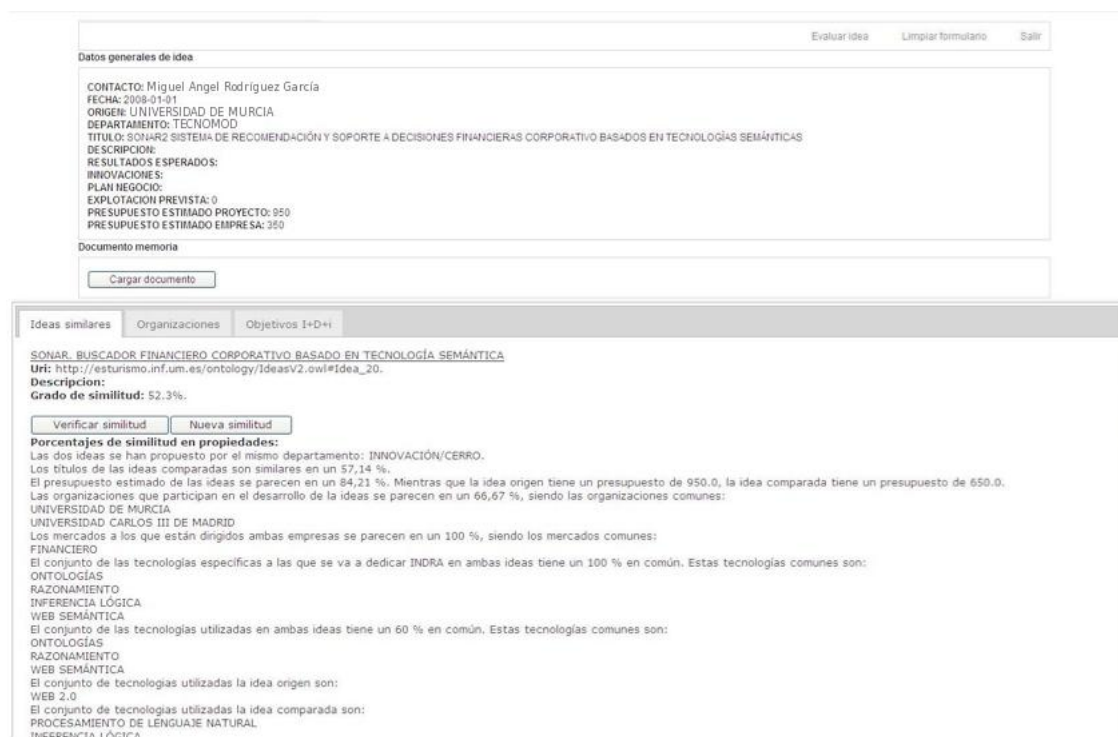 Evaluar idea Limpiar formulario Salir
Datos generales de idea
CONTACTO: Miguel Angel Rodríguez García
FECHA: 2008-01-01
ORIGEN: UNIVERSIDAD DE MURCIA
DEPARTAMENTO: TECNOMOD
TITULO: SONAR2 SISTEMA DE RECOMENDACIÓN Y SOPORTE A DECISIONES FINANCIERAS CORPORATIVO BASADOS EN TECNOLOGÍAS SEMÁNTICAS
DESCRIPCION:
RESULTADOS ESPERADOS:
INNOVACIONES:
PLAN NEGOCIO:
EXPLOTACION PREVISTA: 0
PRESUPUESTO ESTIMADO PROYECTO: 950
PRESUPUESTO ESTIMADO EMPRESA: 350
Documento memoria
Cargar documento
Ideas similares Organizaciones Objetivos I+D+i
SONAR. BUSCADOR FINANCIERO CORPORATIVO BASADO EN TECNOLOGÍA SEMÁNTICA
Uri: http://esturismo.inf.um.es/ontology/IdeasV2.owl#Idea_20.
Descripcion:
Grado de similitud: 52.3%.
Verificar similitud Nueva similitud
Porcentajes de similitud en propiedades:
Las dos ideas se han propuesto por el mismo departamento: INNOVACIÓN/CERRO.
Los títulos de las ideas comparadas son similares en un 57,14 %.
El presupuesto estimado de las ideas se parecen en un 84,21 %. Mientras que la idea origen tiene un presupuesto de 950.0, la idea comparada tiene un presupuesto de 650.0.
Las organizaciones que participan en el desarrollo de la ideas se parecen en un 66,67 %, siendo las organizaciones comunes:
UNIVERSIDAD DE MURCIA
UNIVERSIDAD CARLOS III DE MADRID
Los mercados a los que están dirigidos ambas empresas se parecen en un 100 %, siendo los mercados comunes:
FINANCIERO
El conjunto de las tecnologías específicas a las que se va a dedicar INDRA en ambas ideas tiene un 100 % en común. Estas tecnologías comunes son:
ONTOLOGÍAS
RAZONAMIENTO
INFERENCIA LÓGICA
WEB SEMÁNTICA
El conjunto de las tecnologías utilizadas en ambas ideas tiene un 60 % en común. Estas tecnologías comunes son:
ONTOLOGÍAS
RAZONAMIENTO
WEB SEMÁNTICA
El conjunto de tecnologias utilizadas la idea origen son:
WEB 2.0
El conjunto de tecnologias utilizadas la idea comparada son:
PROCESAMIENTO DE LENGUAJE NATURAL
INFERENCIA LÓGICA